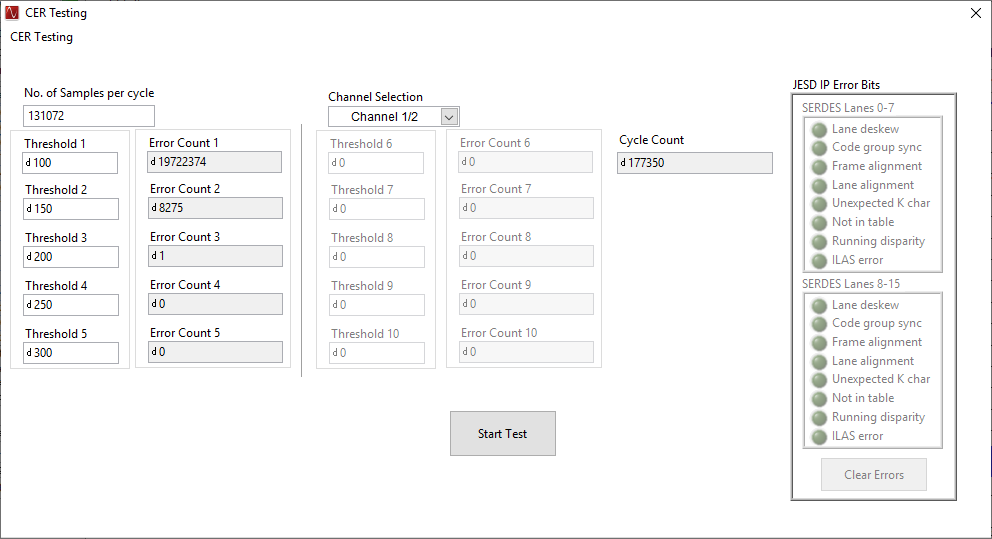 CER Testing
CER Testing
No. of Samples per cycle
131072
Threshold 1
d 100
Threshold 2
d 150
Threshold 3
d 200
Threshold 4
d 250
Threshold 5
d 300
Error Count 1
d 19722374
Error Count 2
d 8275
Error Count 3
d 1
Error Count 4
d 0
Error Count 5
d 0
Channel Selection
Channel 1/2
Threshold 6
d 0
Threshold 7
d 0
Threshold 8
d 0
Threshold 9
d 0
Threshold 10
d 0
Error Count 6
d 0
Error Count 7
d 0
Error Count 8
d 0
Error Count 9
d 0
Error Count 10
d 0
Cycle Count
d 177350
Start Test
JESD IP Error Bits
SERDES Lanes 0-7
Lane deskew
Code group sync
Frame alignment
Lane alignment
Unexpected K char
Not in table
Running disparity
ILAS error
SERDES Lanes 8-15
Lane deskew
Code group sync
Frame alignment
Lane alignment
Unexpected K char
Not in table
Running disparity
ILAS error
Clear Errors